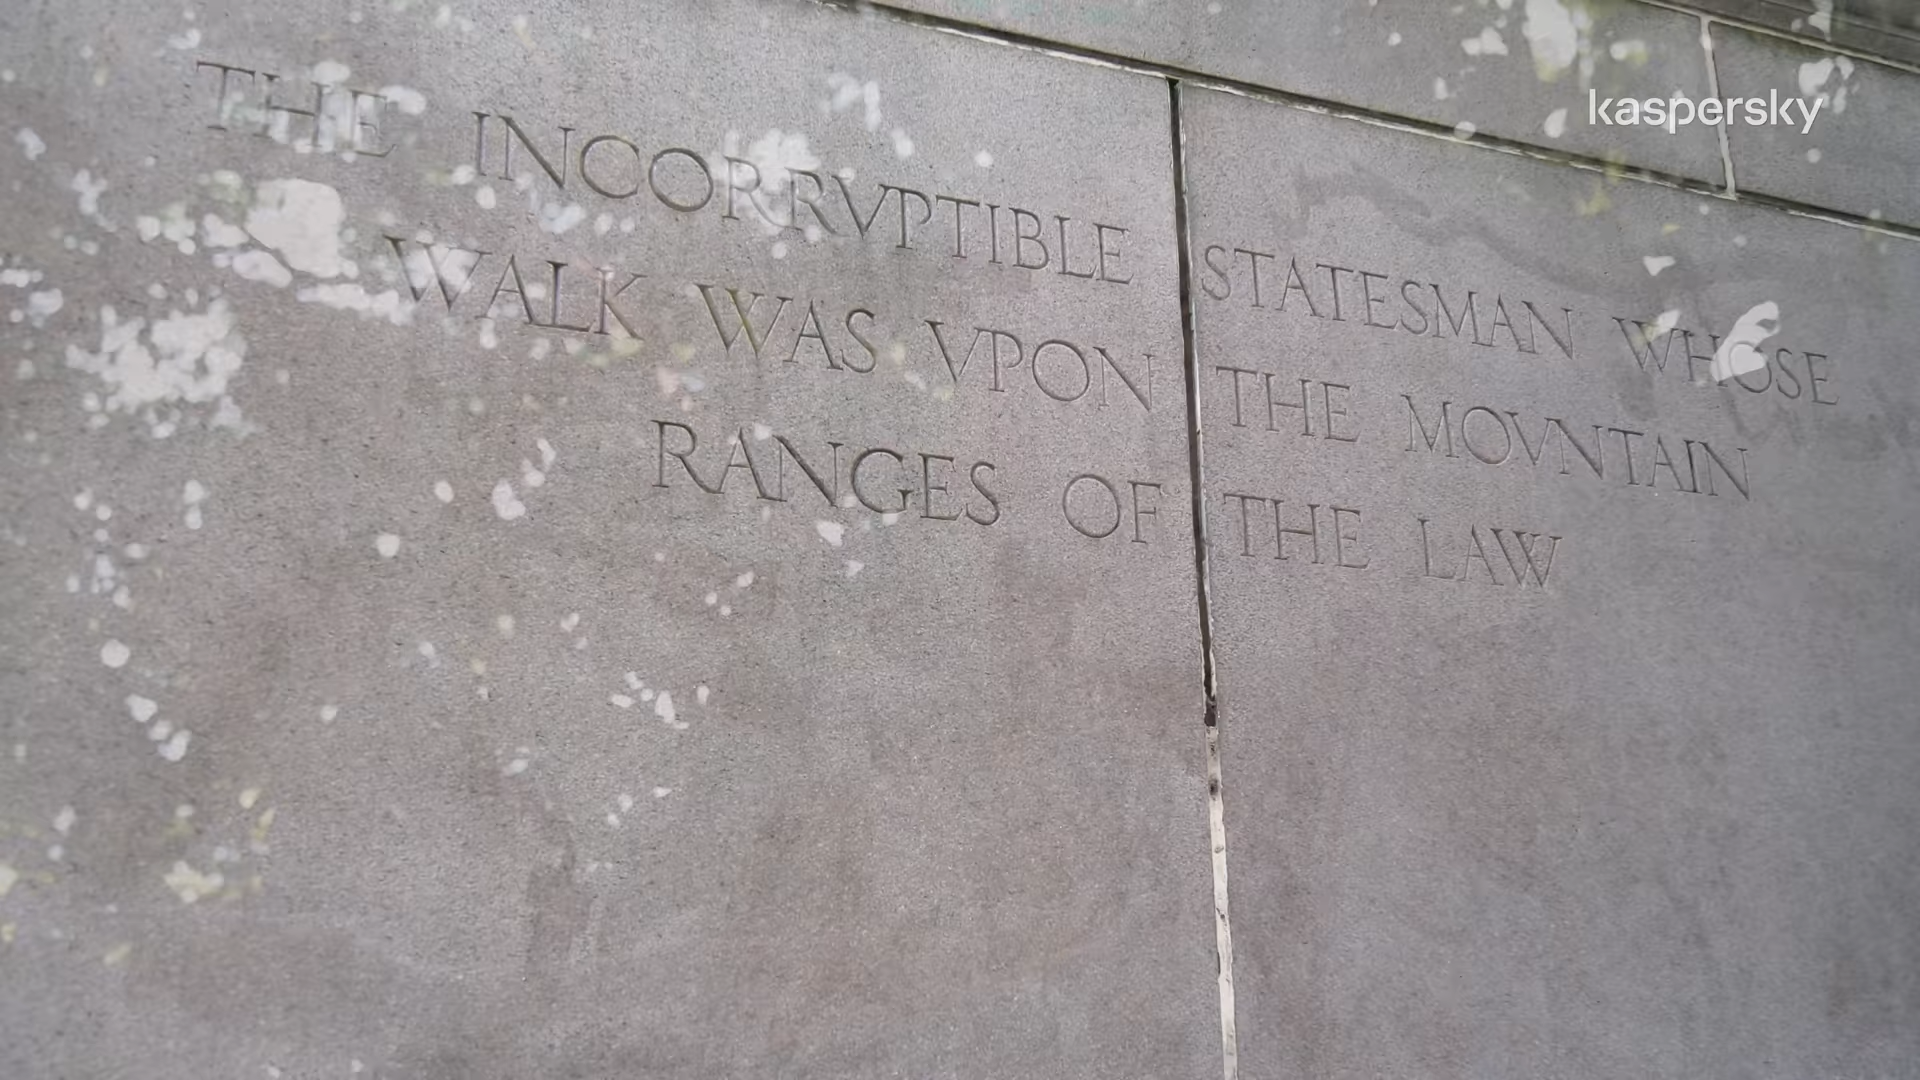 kaspersky
THE INCORRVPTIBLE STATESMAN WHOSE
WALK WAS VPON THE MOVNTAIN
RANGES OF THE LAW